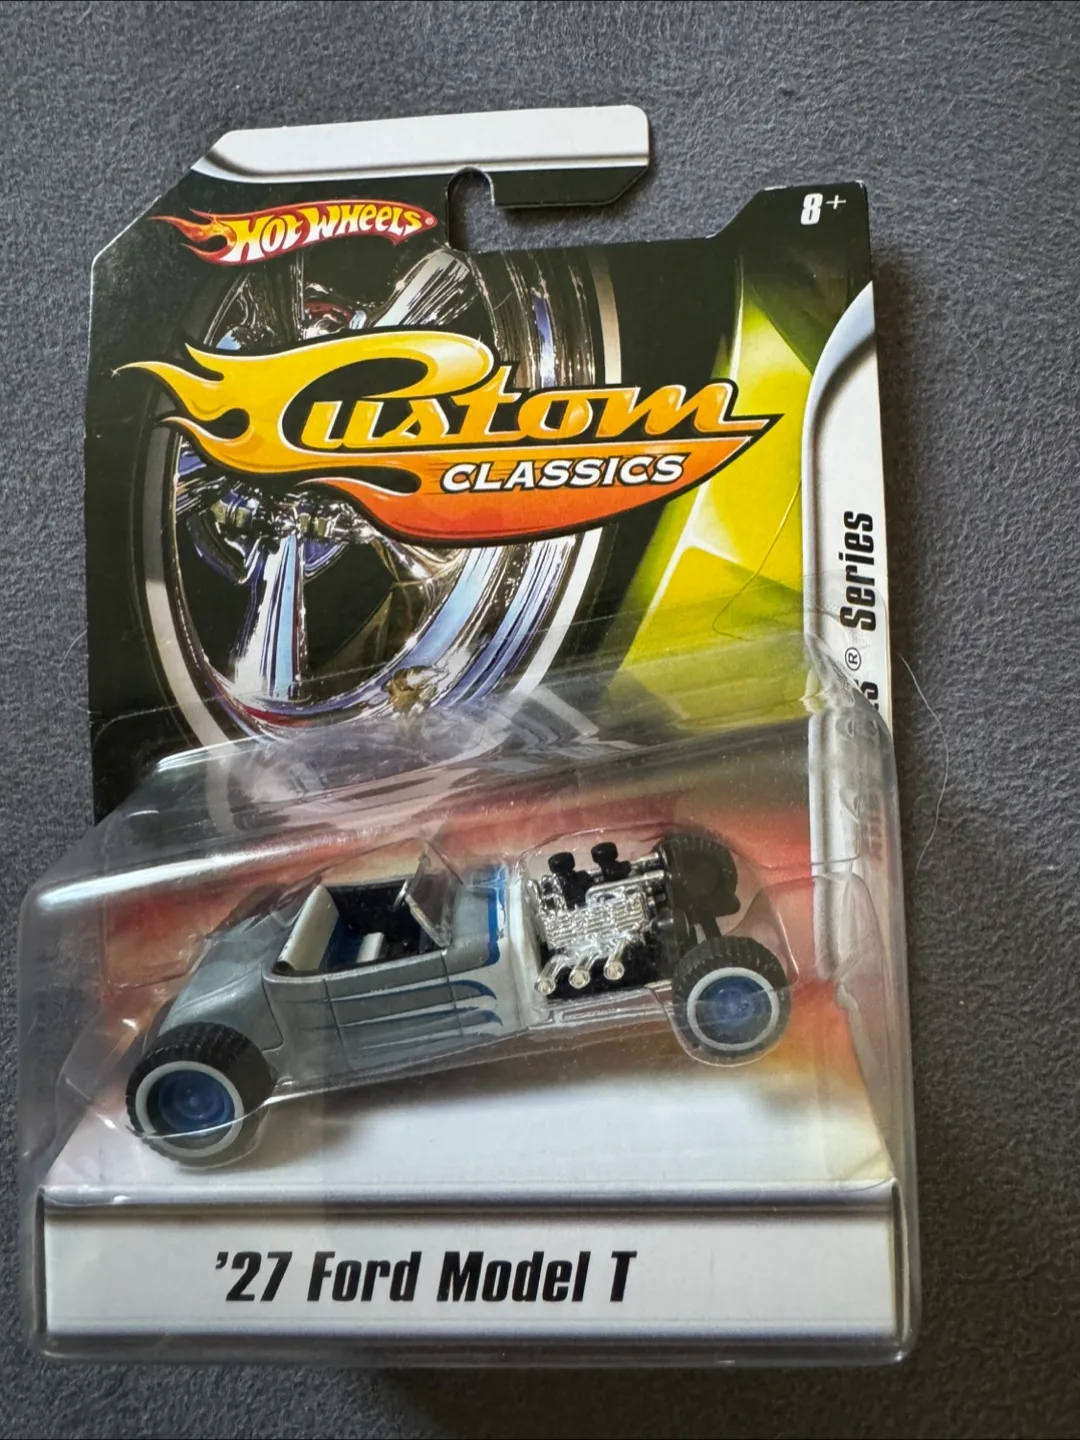 HOT WHEELS®
8+
Custom
CLASSICS
® Series
'27 Ford Model T